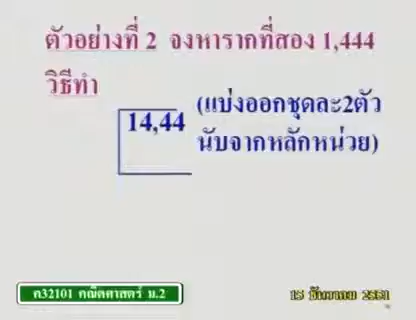 ตัวอย่างที่ 2 จงหารากที่สอง 1,444
วิธีทำ
14,44 (แบ่งออกชุดละ2ตัว
นับจากหลักหน่วย)
ค32101 คณิตศาสตร์ ม.2
15 ธันวาคม 2551